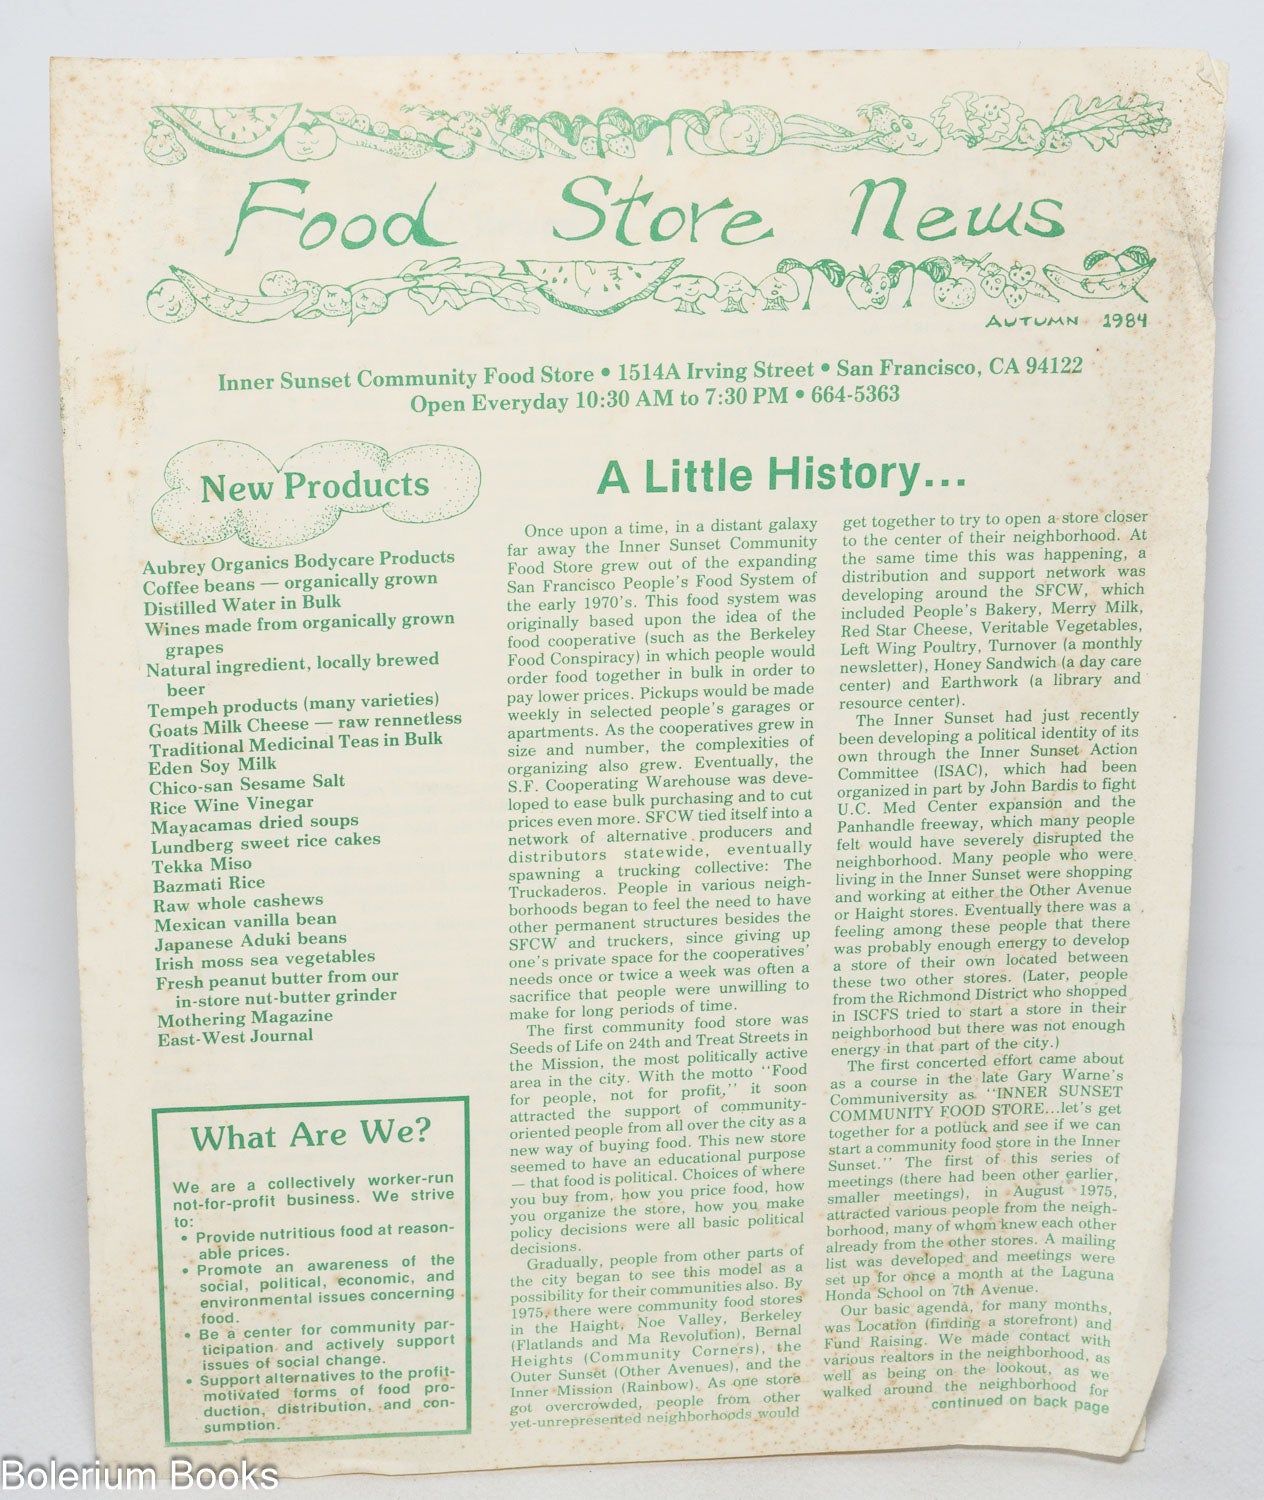 Food Store News
AUTUMN 1984
Inner Sunset Community Food Store • 1514A Irving Street • San Francisco, CA 94122
Open Everyday 10:30 AM to 7:30 PM • 664-5363
New Products
Aubrey Organics Bodycare Products
Coffee beans — organically grown
Distilled Water in Bulk
Wines made from organically grown
grapes
Natural ingredient, locally brewed
beer
Tempeh products (many varieties)
Goats Milk Cheese — raw rennetless
Traditional Medicinal Teas in Bulk
Eden Soy Milk
Chico-san Sesame Salt
Rice Wine Vinegar
Mayacamas dried soups
Lundberg sweet rice cakes
Tekka Miso
Bazmati Rice
Raw whole cashews
Mexican vanilla bean
Japanese Aduki beans
Irish moss sea vegetables
Fresh peanut butter from our
in-store nut-butter grinder
Mothering Magazine
East-West Journal
What Are We?
We are a collectively worker-run
not-for-profit business. We strive
to:
• Provide nutritious food at reason-
able prices.
• Promote an awareness of the
social, political, economic, and
environmental issues concerning
food.
• Be a center for community par-
ticipation and actively support
issues of social change.
• Support alternatives to the profit-
motivated forms of food pro-
duction, distribution, and con-
sumption.
A Little History...
Once upon a time, in a distant galaxy
far away the Inner Sunset Community
Food Store grew out of the expanding
San Francisco People's Food System of
the early 1970's. This food system was
originally based upon the idea of the
food cooperative (such as the Berkeley
Food Conspiracy) in which people would
order food together in bulk in order to
pay lower prices. Pickups would be made
weekly in selected people's garages or
apartments. As the cooperatives grew in
size and number, the complexities of
organizing also grew. Eventually, the
S.F. Cooperating Warehouse was deve-
loped to ease bulk purchasing and to cut
prices even more. SFCW tied itself into a
network of alternative producers and
distributors statewide, eventually
spawning a trucking collective: The
Truckaderos. People in various neigh-
borhoods began to feel the need to have
other permanent structures besides the
SFCW and truckers, since giving up
one's private space for the cooperatives'
needs once or twice a week was often a
sacrifice that people were unwilling to
make for long periods of time.
The first community food store was
Seeds of Life on 24th and Treat Streets in
the Mission, the most politically active
area in the city. With the motto "Food
for people, not for profit," it soon
attracted the support of community-
oriented people from all over the city as a
new way of buying food. This new store
seemed to have an educational purpose
— that food is political. Choices of where
you buy from, how you price food, how
you organize the store, how you make
policy decisions were all basic political
decisions.
Gradually, people from other parts of
the city began to see this model as a
possibility for their communities also. By
1975, there were community food stores
in the Haight, Noe Valley, Berkeley
(Flatlands and Ma Revolution), Bernal
Heights (Community Corners), the
Outer Sunset (Other Avenues), and the
Inner Mission (Rainbow). As one store
got overcrowded, people from other
yet-unrepresented neighborhoods would
get together to try to open a store closer
to the center of their neighborhood. At
the same time this was happening, a
distribution and support network was
developing around the SFCW, which
included People's Bakery, Merry Milk,
Red Star Cheese, Veritable Vegetables,
Left Wing Poultry, Turnover (a monthly
newsletter), Honey Sandwich (a day care
center) and Earthwork (a library and
resource center).
The Inner Sunset had just recently
been developing a political identity of its
own through the Inner Sunset Action
Committee (ISAC), which had been
organized in part by John Bardis to fight
U.C. Med Center expansion and the
Panhandle freeway, which many people
felt would have severely disrupted the
neighborhood. Many people who were
living in the Inner Sunset were shopping
and working at either the Other Avenue
or Haight stores. Eventually there was a
feeling among these people that there
was probably enough energy to develop
a store of their own located between
these two other stores. (Later, people
from the Richmond District who shopped
in ISCFS tried to start a store in their
neighborhood but there was not enough
energy in that part of the city.)
The first concerted effort came about
as a course in the late Gary Warne's
Communiversity as "INNER SUNSET
COMMUNITY FOOD STORE...let's get
together for a potluck and see if we can
start a community food store in the Inner
Sunset." The first of this series of
meetings (there had been other earlier,
smaller meetings), in August 1975,
attracted various people from the neigh-
borhood, many of whom knew each other
already from the other stores. A mailing
list was developed and meetings were
set up for once a month at the Laguna
Honda School on 7th Avenue.
Our basic agenda, for many months,
was Location (finding a storefront) and
Fund Raising. We made contact with
various realtors in the neighborhood, as
well as being on the lookout, as we
walked around the neighborhood for
continued on back page
Bolerium Books